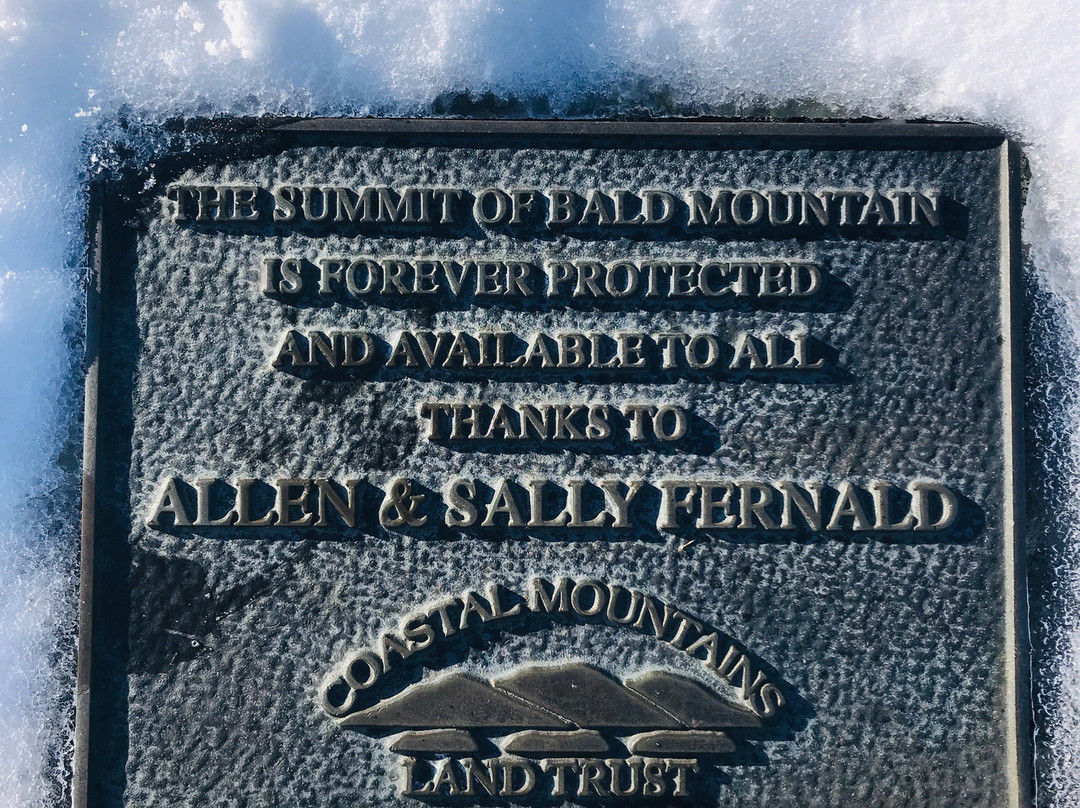 THE SUMMIT OF BALD MOUNTAIN
IS FOREVER PROTECTED
AND AVAILABLE TO ALL
THANKS TO
ALLEN & SALLY FERNALD
COASTAL MOUNTAINS
LAND TRUST